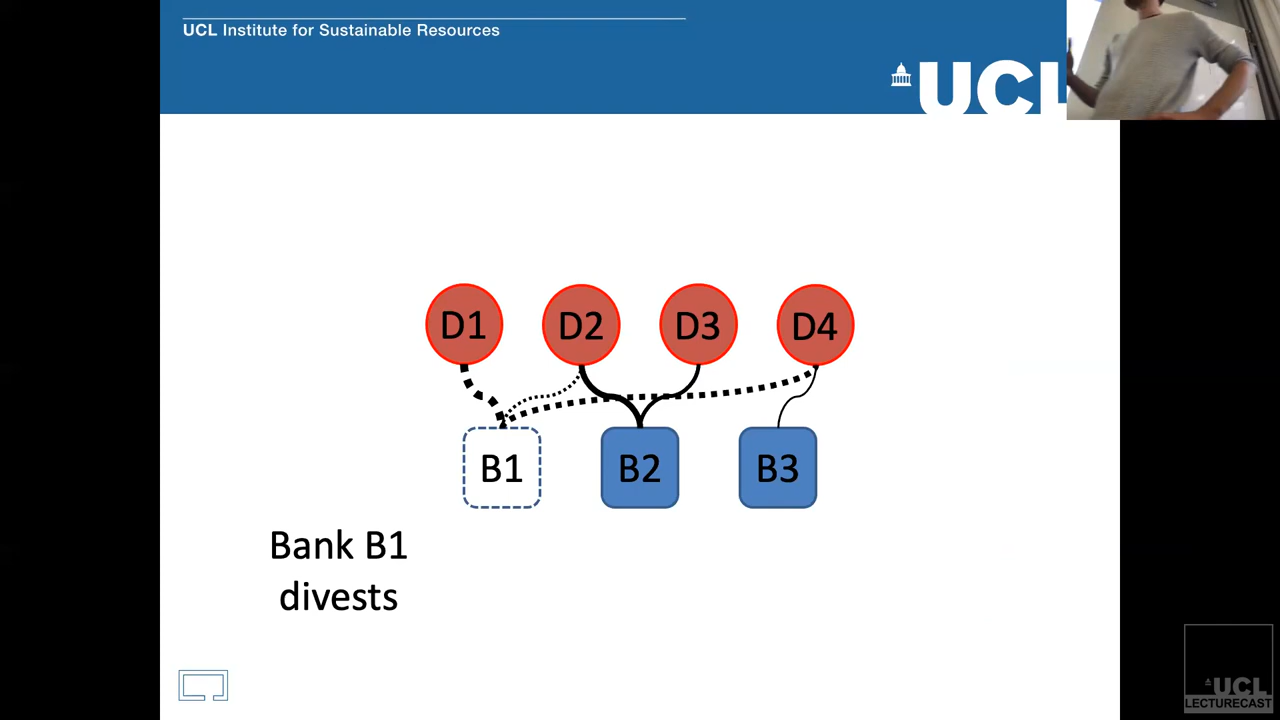 UCL Institute for Sustainable Resources
UCL
D1 D2 D3 D4
B1 B2 B3
Bank B1
divests
UCL
LECTURECAST